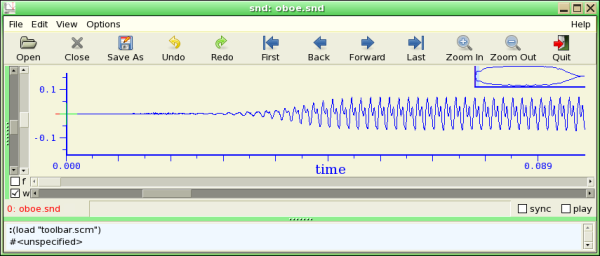 snd: oboe.snd
File Edit View Options Help
Open Close Save As Undo Redo First Back Forward Last Zoom In Zoom Out Quit
0.1
-0.1
0.000 time 0.089
f
w
0: oboe.snd sync play
:(load "toolbar.scm")
#<unspecified>